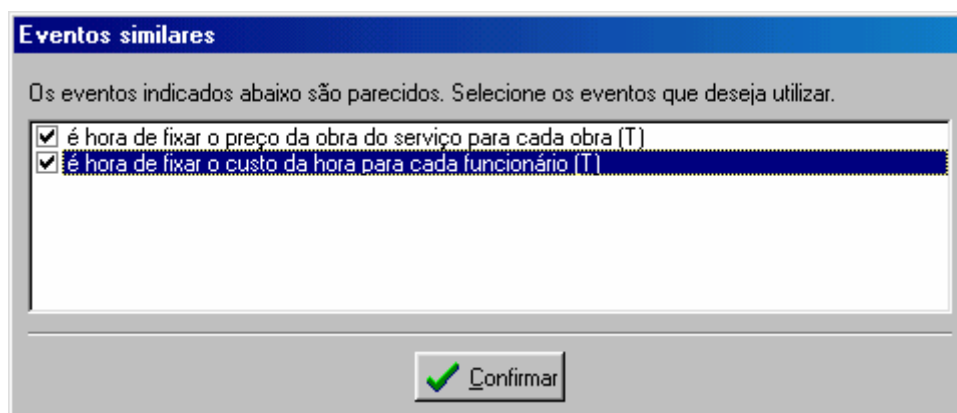 Eventos similares
Os eventos indicados abaixo são parecidos. Selecione os eventos que deseja utilizar.
é hora de fixar o preço da obra do serviço para cada obra (T)
é hora de fixar o custo da hora para cada funcionário (T)
Confirmar